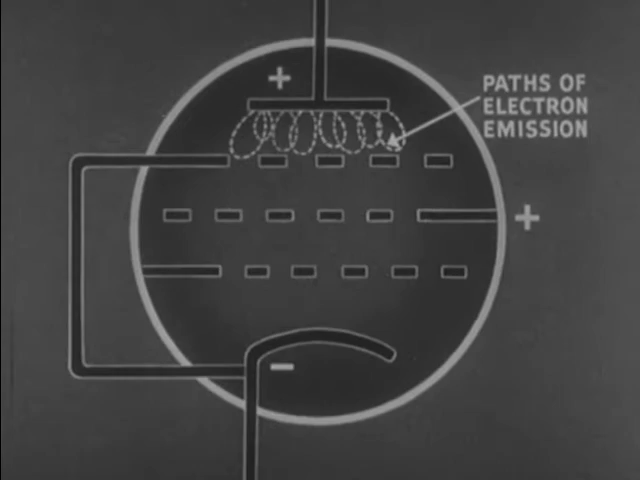 +
PATHS OF
ELECTRON
EMISSION
+
–